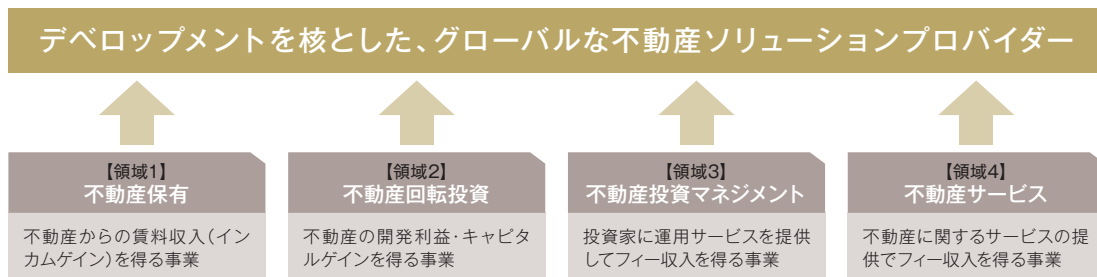 デベロップメントを核とした、グローバルな不動産ソリューションプロバイダー
【領域1】
不動産保有
不動産からの賃料収入(イン
カムゲイン)を得る事業
【領域2】
不動産回転投資
不動産の開発利益・キャピタ
ルゲインを得る事業
【領域3】
不動産投資マネジメント
投資家に運用サービスを提供
してフィー収入を得る事業
【領域4】
不動産サービス
不動産に関するサービスの提
供でフィー収入を得る事業